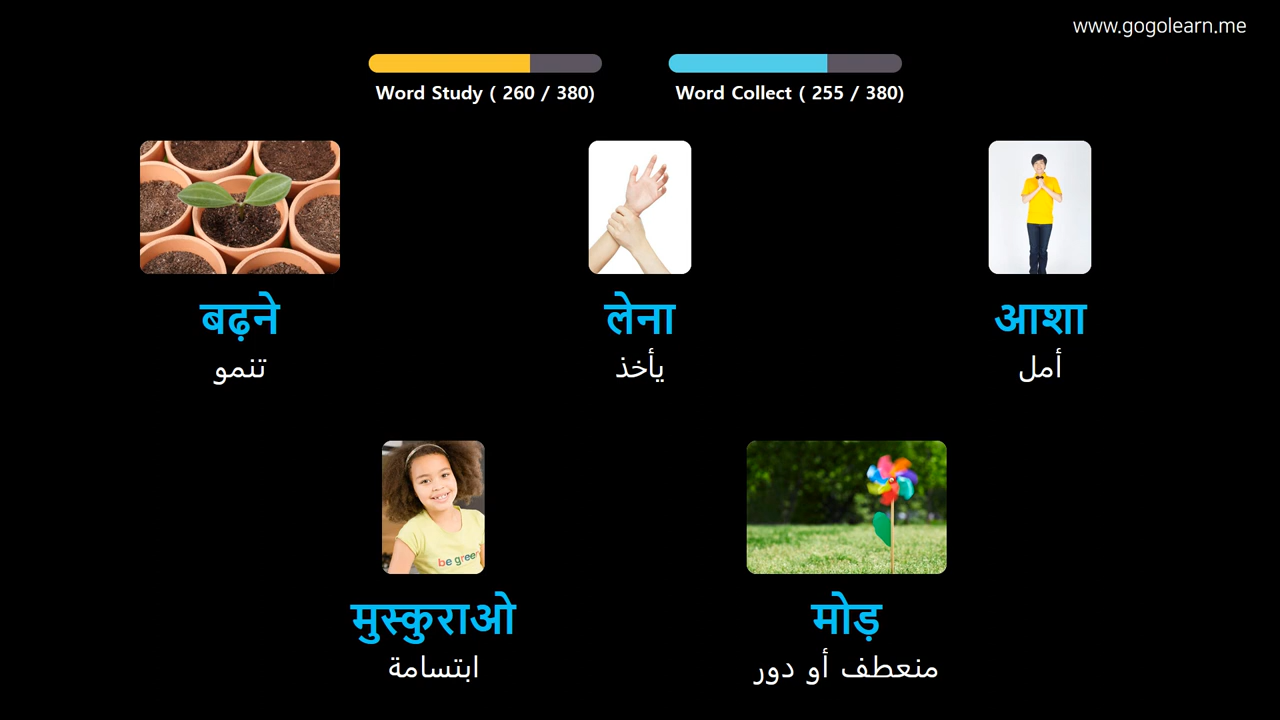 www.gogolearn.me
Word Study ( 260 / 380)
Word Collect ( 255 / 380)
बढ़ने
تنمو
लेना
يأخذ
आशा
أمل
be green
मुस्कुराओ
ابتسامة
मोड़
منعطف أو دور